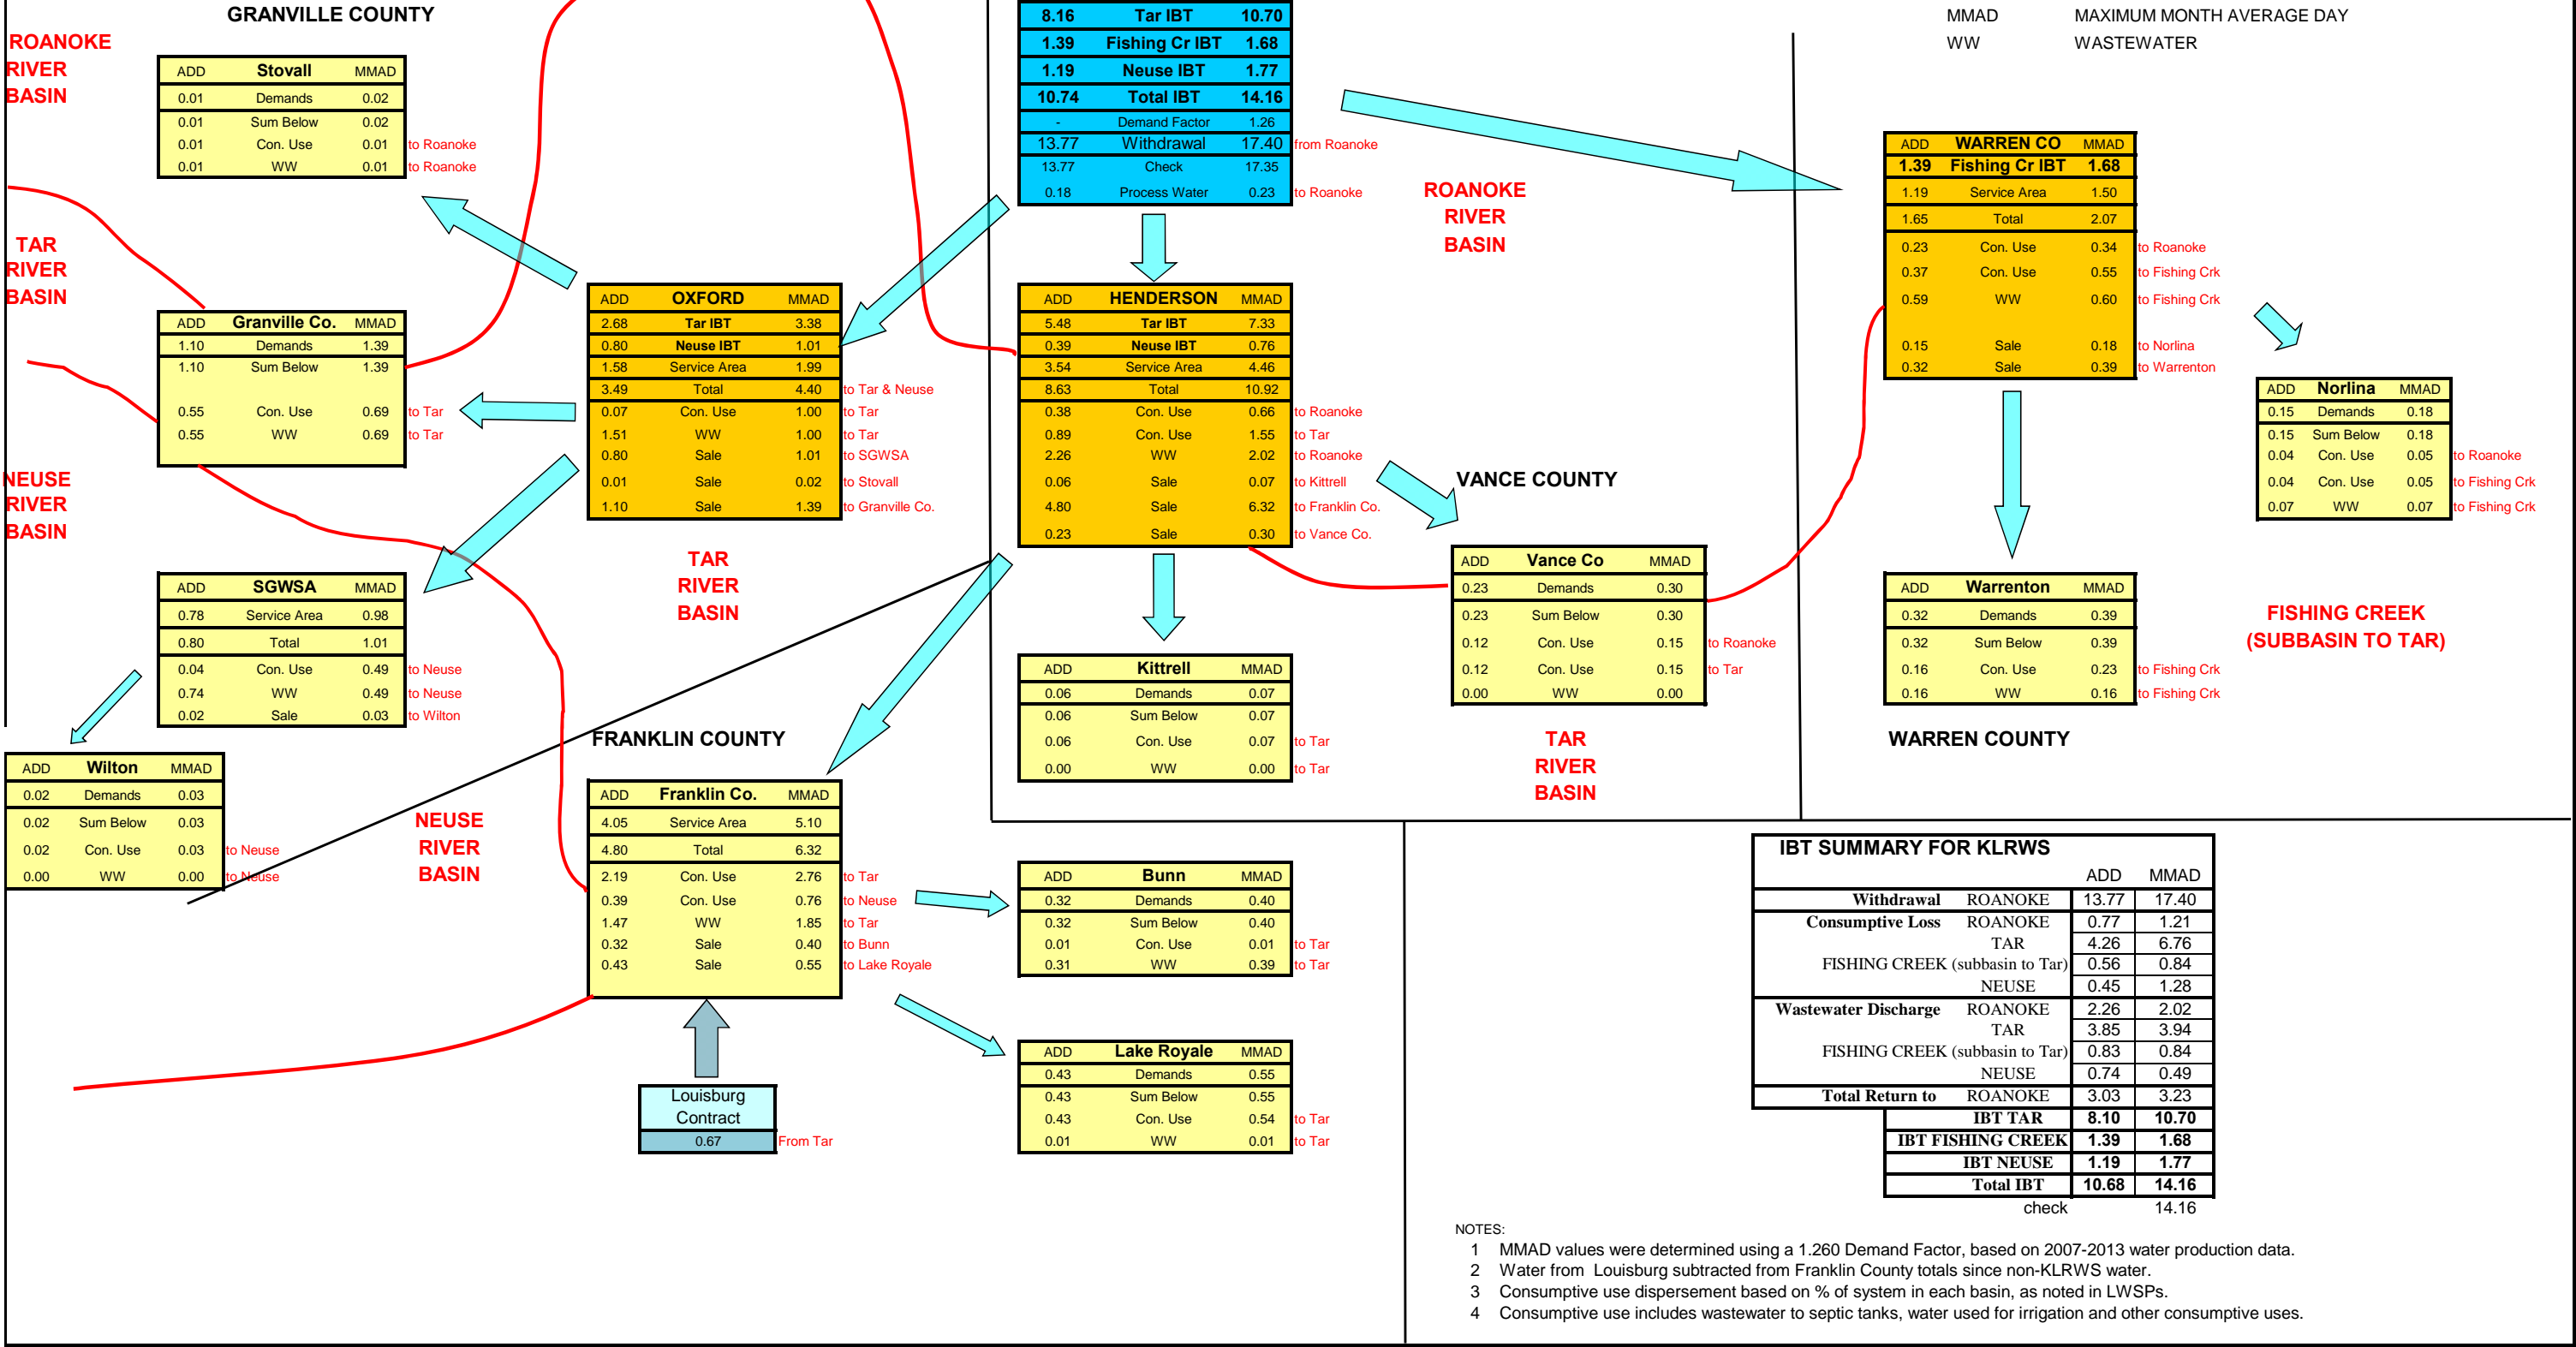 GRANVILLE COUNTY
ROANOKE
RIVER
BASIN
ADD Stovall MMAD
0.01 Demands 0.02
0.01 Sum Below 0.02
0.01 Con. Use 0.01 to Roanoke
0.01 WW 0.01 to Roanoke
8.16 Tar IBT 10.70
1.39 Fishing Cr IBT 1.68
1.19 Neuse IBT 1.77
10.74 Total IBT 14.16
- Demand Factor 1.26
13.77 Withdrawal 17.40 from Roanoke
13.77 Check 17.35
0.18 Process Water 0.23 to Roanoke
MMAD MAXIMUM MONTH AVERAGE DAY
WW WASTEWATER
ROANOKE
RIVER
BASIN
ADD WARREN CO MMAD
1.39 Fishing Cr IBT 1.68
1.19 Service Area 1.50
1.65 Total 2.07
0.23 Con. Use 0.34 to Roanoke
0.37 Con. Use 0.55 to Fishing Crk
0.59 WW 0.60 to Fishing Crk
0.15 Sale 0.18 to Norlina
0.32 Sale 0.39 to Warrenton
TAR
RIVER
BASIN
ADD Granville Co. MMAD
1.10 Demands 1.39
1.10 Sum Below 1.39
0.55 Con. Use 0.69 to Tar
0.55 WW 0.69 to Tar
ADD OXFORD MMAD
2.68 Tar IBT 3.38
0.80 Neuse IBT 1.01
1.58 Service Area 1.99
3.49 Total 4.40 to Tar & Neuse
0.07 Con. Use 1.00 to Tar
1.51 WW 1.00 to Tar
0.80 Sale 1.01 to SGWSA
0.01 Sale 0.02 to Stovall
1.10 Sale 1.39 to Granville Co.
ADD HENDERSON MMAD
5.48 Tar IBT 7.33
0.39 Neuse IBT 0.76
3.54 Service Area 4.46
8.63 Total 10.92
0.38 Con. Use 0.66 to Roanoke
0.89 Con. Use 1.55 to Tar
2.26 WW 2.02 to Roanoke
0.06 Sale 0.07 to Kittrell
4.80 Sale 6.32 to Franklin Co.
0.23 Sale 0.30 to Vance Co.
ADD Norlina MMAD
0.15 Demands 0.18
0.15 Sum Below 0.18
0.04 Con. Use 0.05 to Roanoke
0.04 Con. Use 0.05 to Fishing Crk
0.07 WW 0.07 to Fishing Crk
NEUSE
RIVER
BASIN
VANCE COUNTY
TAR
RIVER
BASIN
ADD SGWSA MMAD
0.78 Service Area 0.98
0.80 Total 1.01
0.04 Con. Use 0.49 to Neuse
0.74 WW 0.49 to Neuse
0.02 Sale 0.03 to Wilton
ADD Vance Co MMAD
0.23 Demands 0.30
0.23 Sum Below 0.30
0.12 Con. Use 0.15 to Roanoke
0.12 Con. Use 0.15 to Tar
0.00 WW 0.00
ADD Warrenton MMAD
0.32 Demands 0.39
0.32 Sum Below 0.39
0.16 Con. Use 0.23 to Fishing Crk
0.16 WW 0.16 to Fishing Crk
FISHING CREEK
(SUBBASIN TO TAR)
ADD Kittrell MMAD
0.06 Demands 0.07
0.06 Sum Below 0.07
0.06 Con. Use 0.07 to Tar
0.00 WW 0.00 to Tar
FRANKLIN COUNTY
TAR
RIVER
BASIN
WARREN COUNTY
ADD Wilton MMAD
0.02 Demands 0.03
0.02 Sum Below 0.03
0.02 Con. Use 0.03 to Neuse
0.00 WW 0.00 to Neuse
NEUSE
RIVER
BASIN
ADD Franklin Co. MMAD
4.05 Service Area 5.10
4.80 Total 6.32
2.19 Con. Use 2.76 to Tar
0.39 Con. Use 0.76 to Neuse
1.47 WW 1.85 to Tar
0.32 Sale 0.40 to Bunn
0.43 Sale 0.55 to Lake Royale
ADD Bunn MMAD
0.32 Demands 0.40
0.32 Sum Below 0.40
0.01 Con. Use 0.01 to Tar
0.31 WW 0.39 to Tar
ADD Lake Royale MMAD
0.43 Demands 0.55
0.43 Sum Below 0.55
0.43 Con. Use 0.54 to Tar
0.01 WW 0.01 to Tar
Louisburg
Contract
0.67 From Tar
IBT SUMMARY FOR KLRWS
ADD MMAD
Withdrawal ROANOKE 13.77 17.40
Consumptive Loss ROANOKE 0.77 1.21
TAR 4.26 6.76
FISHING CREEK (subbasin to Tar) 0.56 0.84
NEUSE 0.45 1.28
Wastewater Discharge ROANOKE 2.26 2.02
TAR 3.85 3.94
FISHING CREEK (subbasin to Tar) 0.83 0.84
NEUSE 0.74 0.49
Total Return to ROANOKE 3.03 3.23
IBT TAR 8.10 10.70
IBT FISHING CREEK 1.39 1.68
IBT NEUSE 1.19 1.77
Total IBT 10.68 14.16
check 14.16
NOTES:
1 MMAD values were determined using a 1.260 Demand Factor, based on 2007-2013 water production data.
2 Water from Louisburg subtracted from Franklin County totals since non-KLRWS water.
3 Consumptive use dispersement based on % of system in each basin, as noted in LWSPs.
4 Consumptive use includes wastewater to septic tanks, water used for irrigation and other consumptive uses.